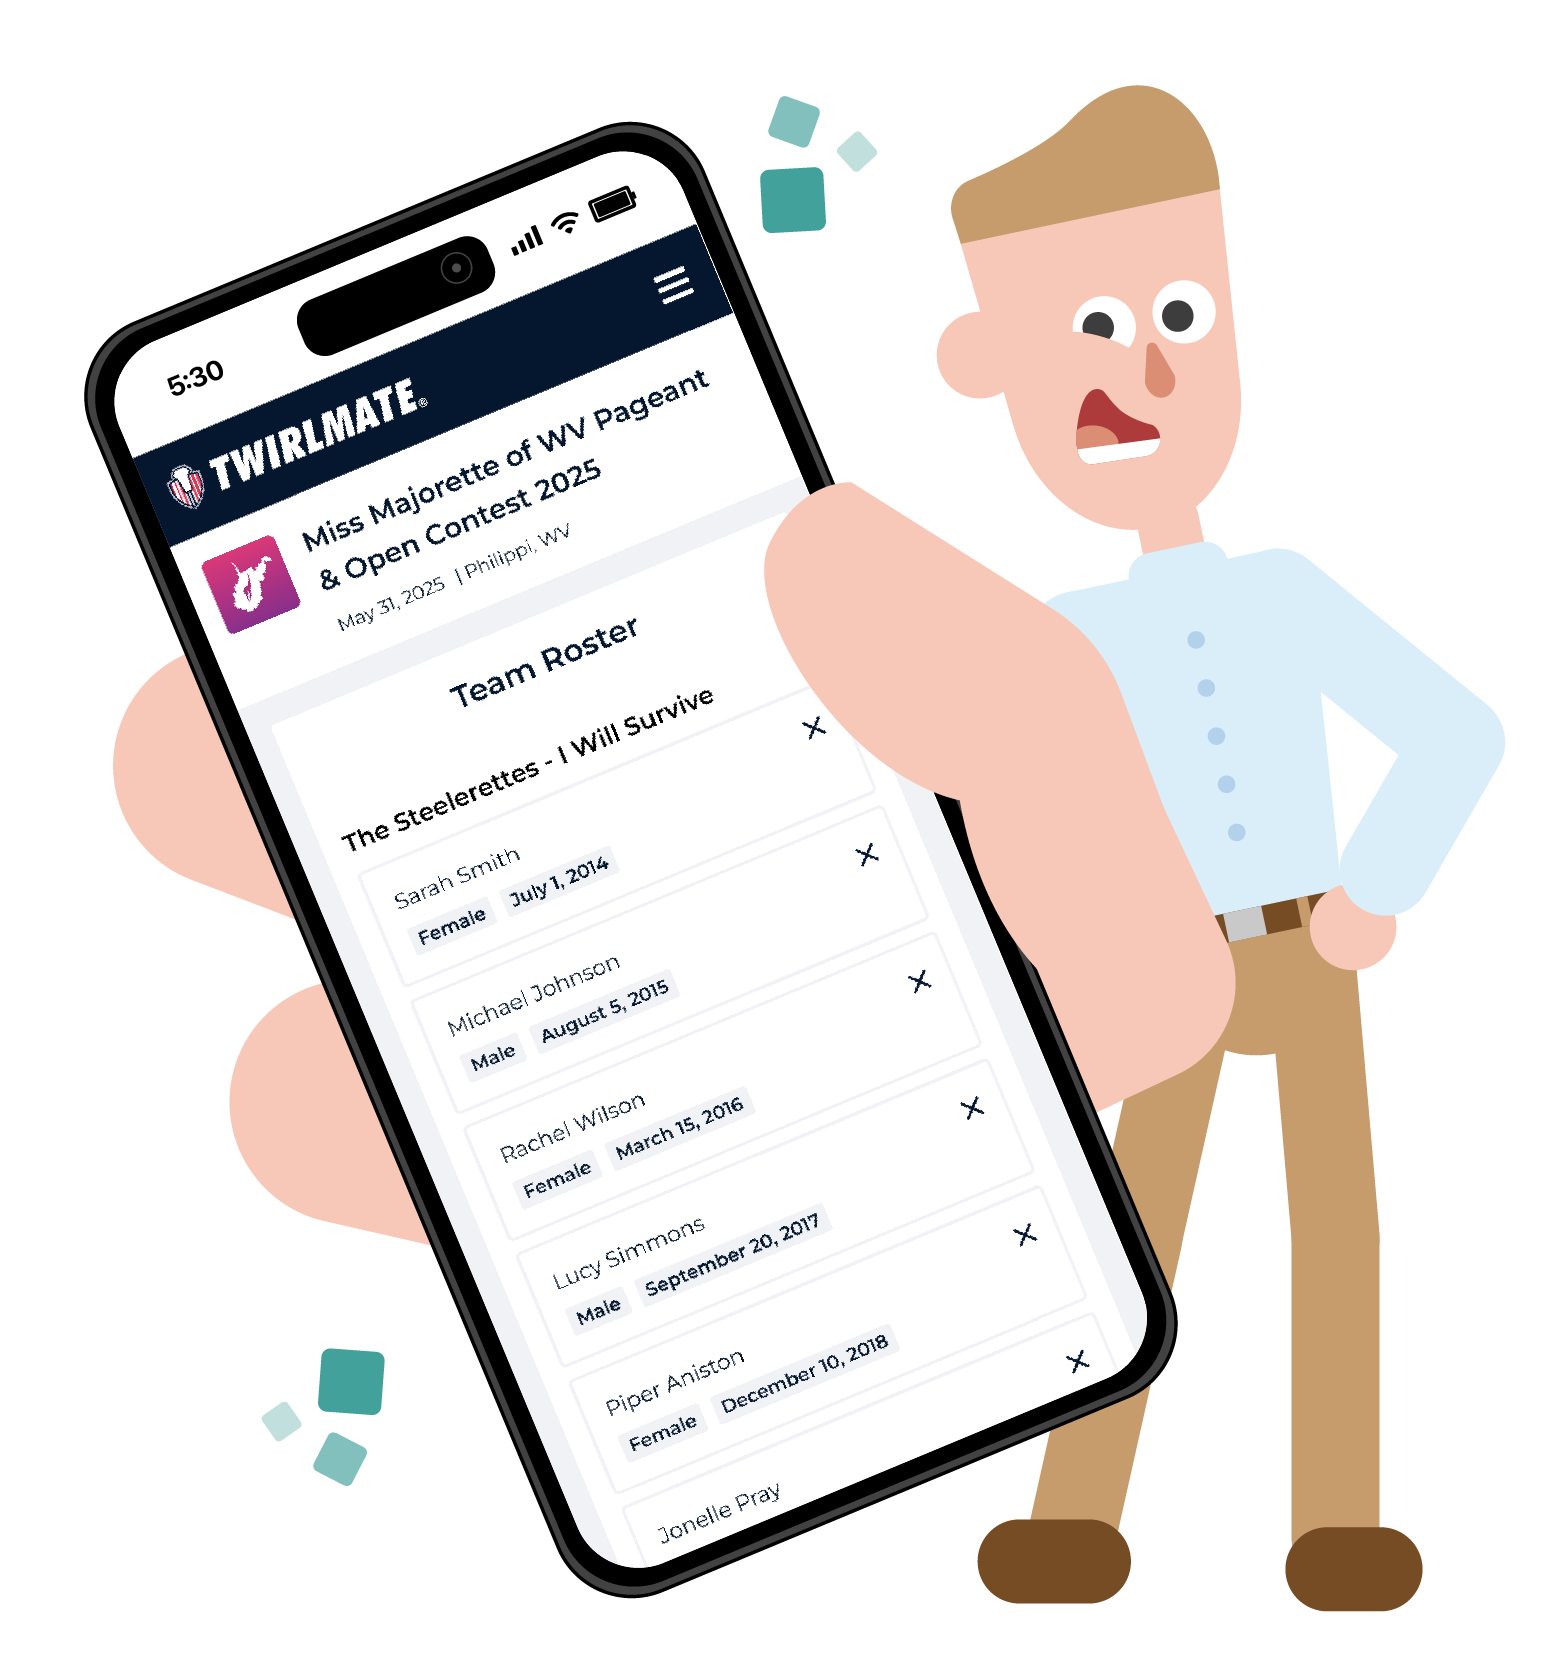 5:30
TWIRLMATE®
Miss Majorette of WV Pageant
& Open Contest 2025
May 31, 2025 | Philippi, WV
Team Roster
The Steelerettes - I Will Survive
Sarah Smith
Female July 1, 2014
Michael Johnson
Male August 5, 2015
Rachel Wilson
Female March 15, 2016
Lucy Simmons
Male September 20, 2017
Piper Aniston
Female December 10, 2018
Jonelle Pray